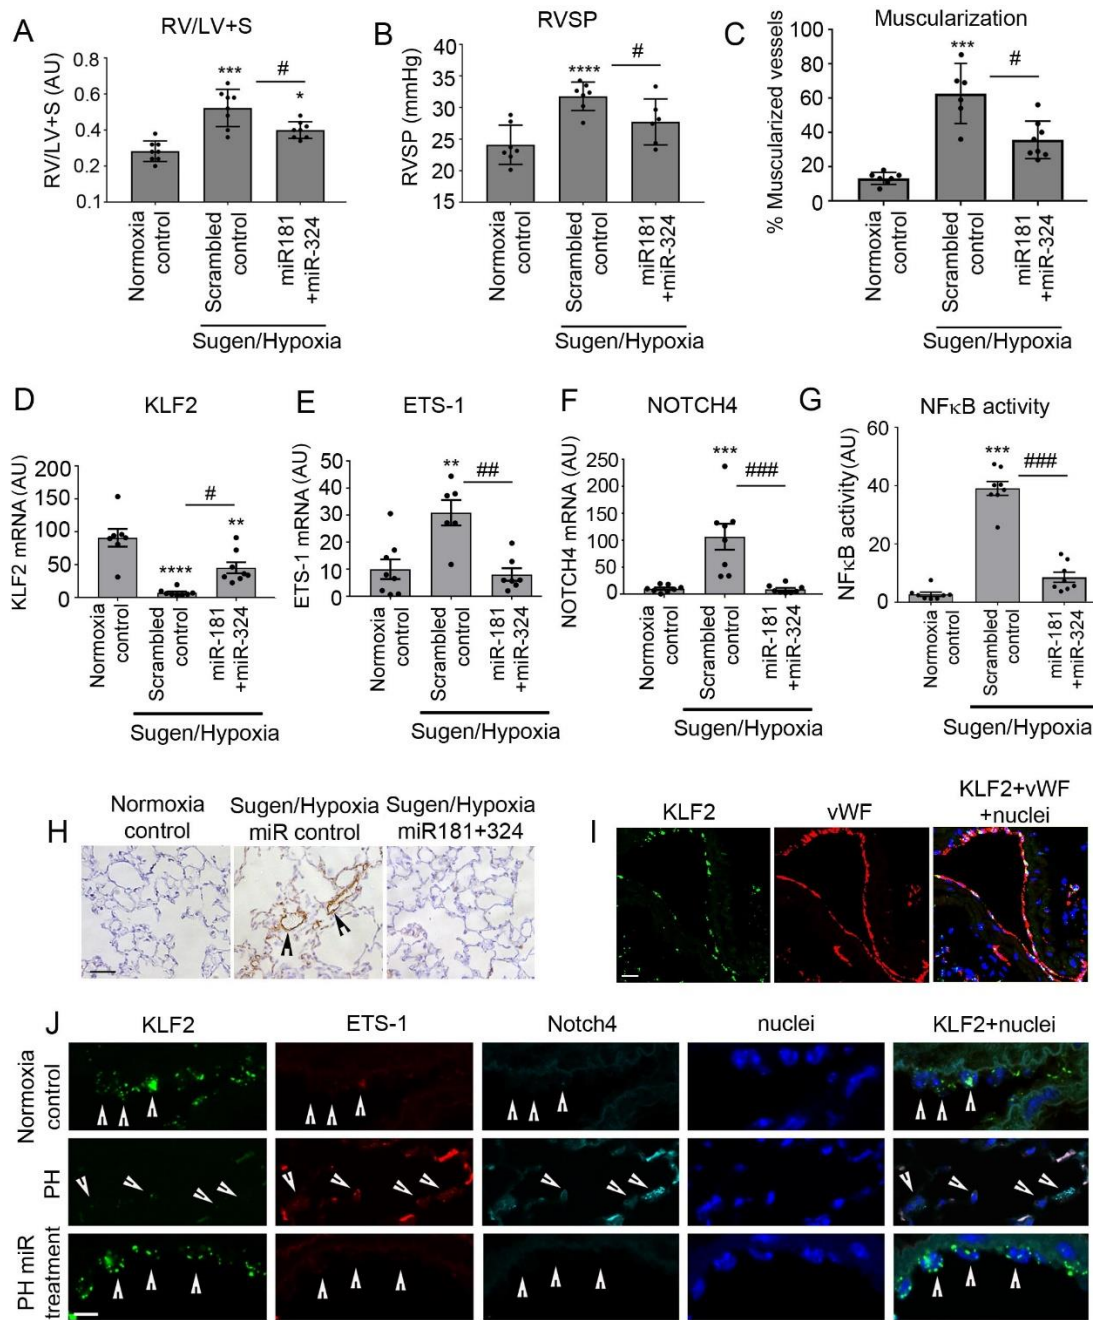 A
RV/LV+S
RV/LV+S (AU)
0.8
0.6
0.4
0.2
0.1
***
#
*
Normoxia
control
Scrambled
control
miR181
+miR-324
Sugen/Hypoxia
B
RVSP
RVSP (mmHg)
40
35
30
25
20
15
****
#
Normoxia
control
Scrambled
control
miR181
+miR-324
Sugen/Hypoxia
C
Muscularization
% Muscularized vessels
100
80
60
40
20
0
***
#
Normoxia
control
Scrambled
control
miR181
+miR-324
Sugen/Hypoxia
D
KLF2
KLF2 mRNA (AU)
200
150
100
50
0
****
#
**
Normoxia
control
Scrambled
control
miR-181
+miR-324
Sugen/Hypoxia
E
ETS-1
ETS-1 mRNA (AU)
50
40
30
20
10
0
**
##
Normoxia
control
Scrambled
control
miR-181
+miR-324
Sugen/Hypoxia
F
NOTCH4
NOTCH4 mRNA (AU)
250
200
150
100
50
0
***
###
Normoxia
control
Scrambled
control
miR-181
+miR-324
Sugen/Hypoxia
G
NFκB activity
NFκB activity (AU)
60
40
20
0
***
###
Normoxia
control
Scrambled
control
miR-181
+miR-324
Sugen/Hypoxia
H
Normoxia
control
Sugen/Hypoxia
miR control
Sugen/Hypoxia
miR181+324
I
KLF2
vWF
KLF2+vWF
+nuclei
J
KLF2
ETS-1
Notch4
nuclei
KLF2+nuclei
Normoxia
control
PH
PH miR
treatment